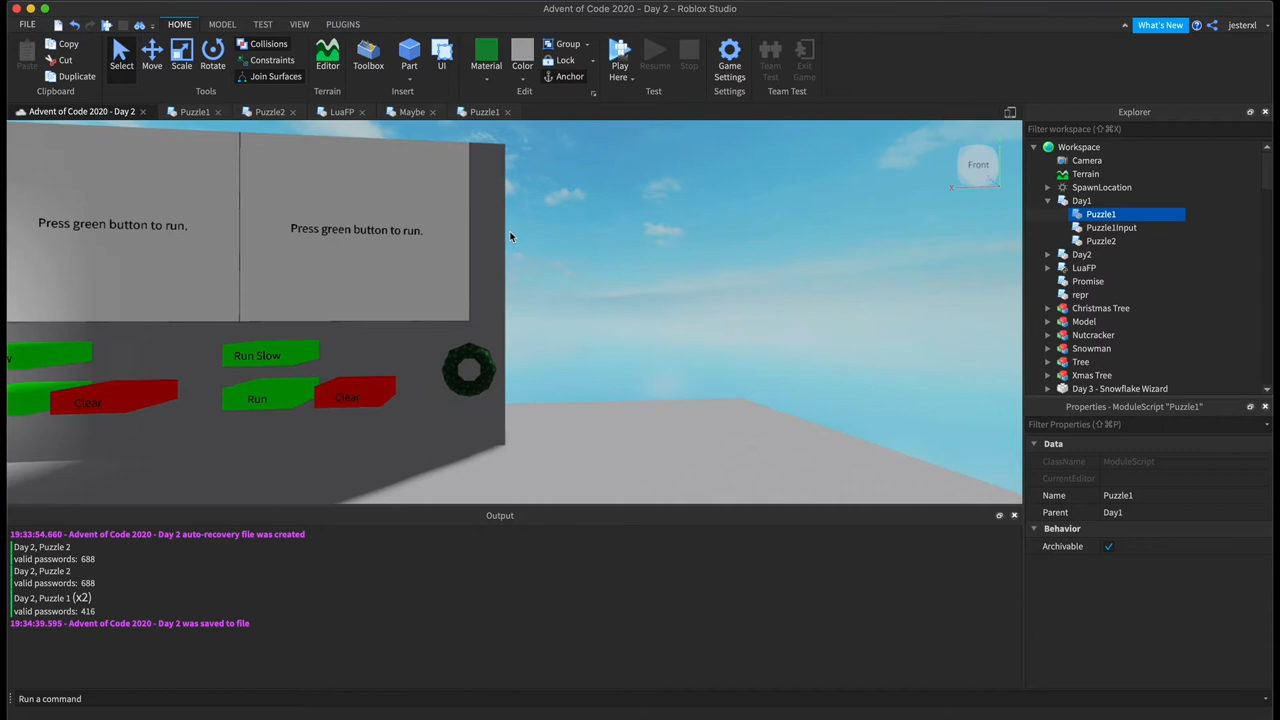 Advent of Code 2020 - Day 2 - Roblox Studio
FILE HOME MODEL TEST VIEW PLUGINS What's New jesterxl
Paste Copy Cut Duplicate Select Move Scale Rotate Collisions Constraints Join Surfaces Editor Toolbox Part UI Material Color Group Lock Anchor Play Here Resume Stop Game Settings Team Test Exit Game
Clipboard Tools Terrain Insert Edit Test Settings Team Test
Advent of Code 2020 - Day 2 Puzzle1 Puzzle2 LuaFP Maybe Puzzle1
Press green button to run. Press green button to run.
Run Slow
Clear Run Clear
Front
x
Explorer
Filter workspace (⇧⌘X)
Workspace
Camera
Terrain
SpawnLocation
Day1
Puzzle1
Puzzle1Input
Puzzle2
Day2
LuaFP
Promise
repr
Christmas Tree
Model
Nutcracker
Snowman
Tree
Xmas Tree
Day 3 - Snowflake Wizard
Properties - ModuleScript "Puzzle1"
Filter Properties (⇧⌘P)
Data
ClassName ModuleScript
CurrentEditor
Name Puzzle1
Parent Day1
Behavior
Archivable
Output
19:33:54.660 - Advent of Code 2020 - Day 2 auto-recovery file was created
Day 2, Puzzle 2
valid passwords: 688
Day 2, Puzzle 2
valid passwords: 688
Day 2, Puzzle 1 (x2)
valid passwords: 416
19:34:39.595 - Advent of Code 2020 - Day 2 was saved to file
Run a command